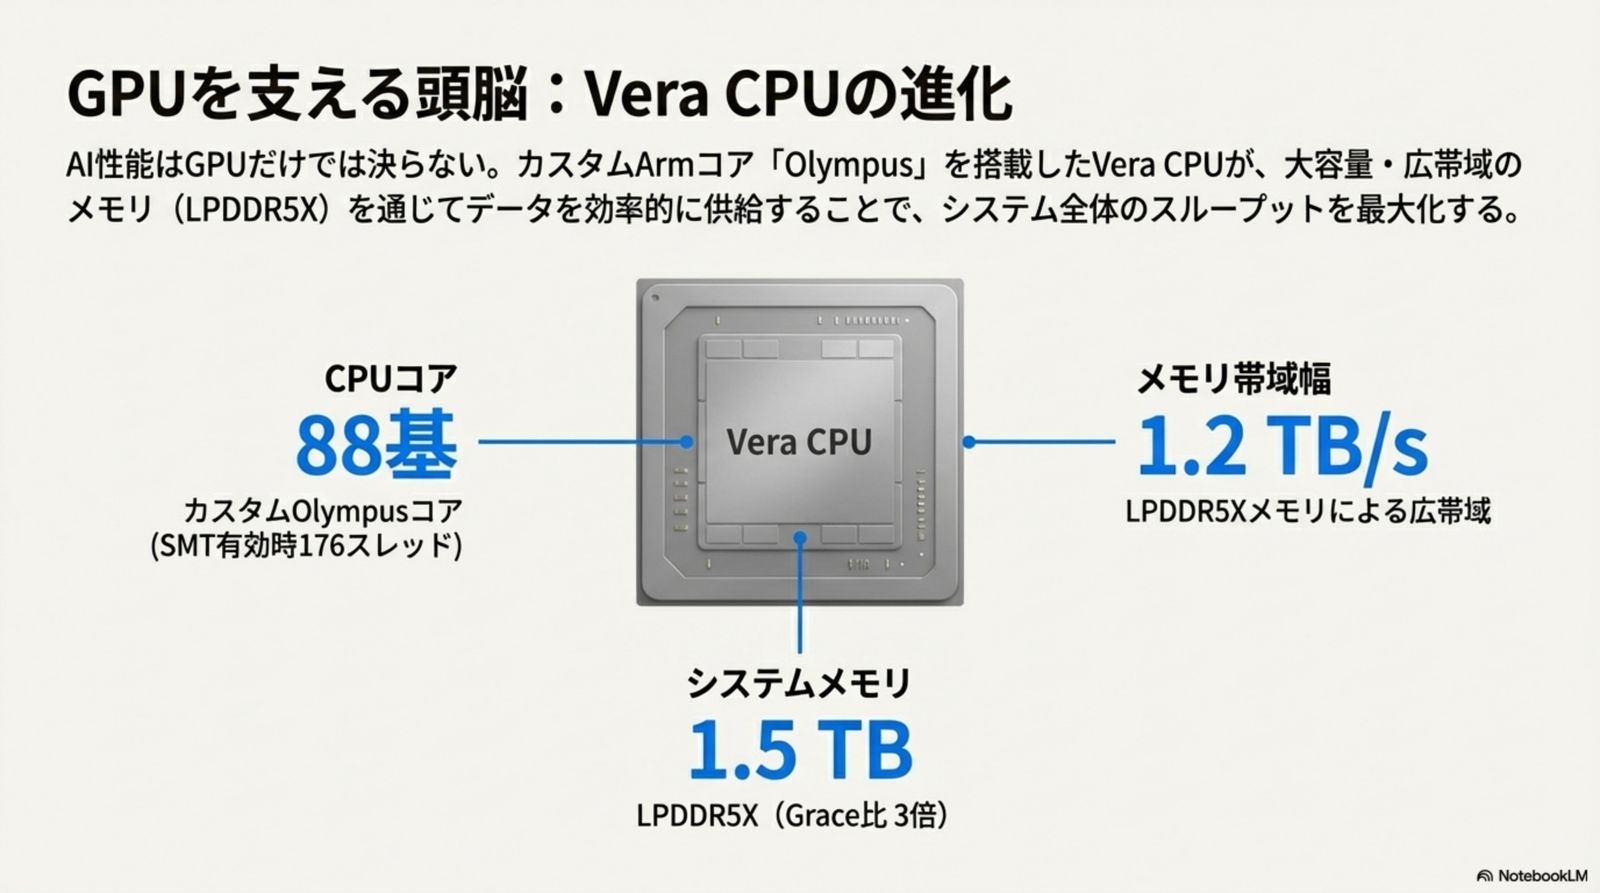 GPUを支える頭脳：Vera CPUの進化
AI性能はGPUだけでは決らない。カスタムArmコア「Olympus」を搭載したVera CPUが、大容量・広帯域の
メモリ（LPDDR5X）を通じてデータを効率的に供給することで、システム全体のスループットを最大化する。
CPUコア
88基
カスタムOlympusコア
(SMT有効時176スレッド)
Vera CPU
メモリ帯域幅
1.2 TB/s
LPDDR5Xメモリによる広帯域
システムメモリ
1.5 TB
LPDDR5X（Grace比 3倍）
NotebookLM